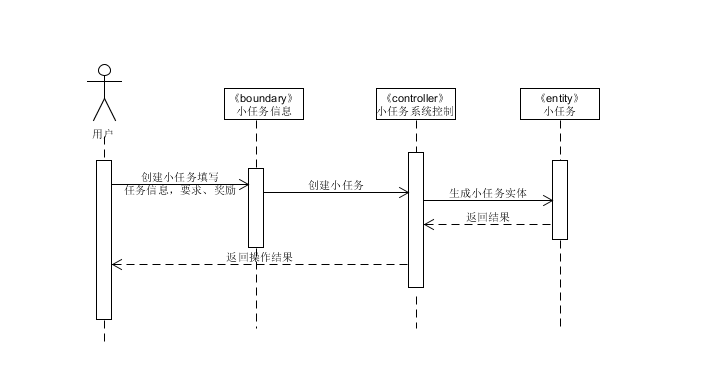 《boundary》
小任务信息
《controller》
小任务系统控制
《entity》
小任务
用户
创建小任务填写
任务信息，要求、奖励
创建小任务
生成小任务实体
返回结果
返回操作结果